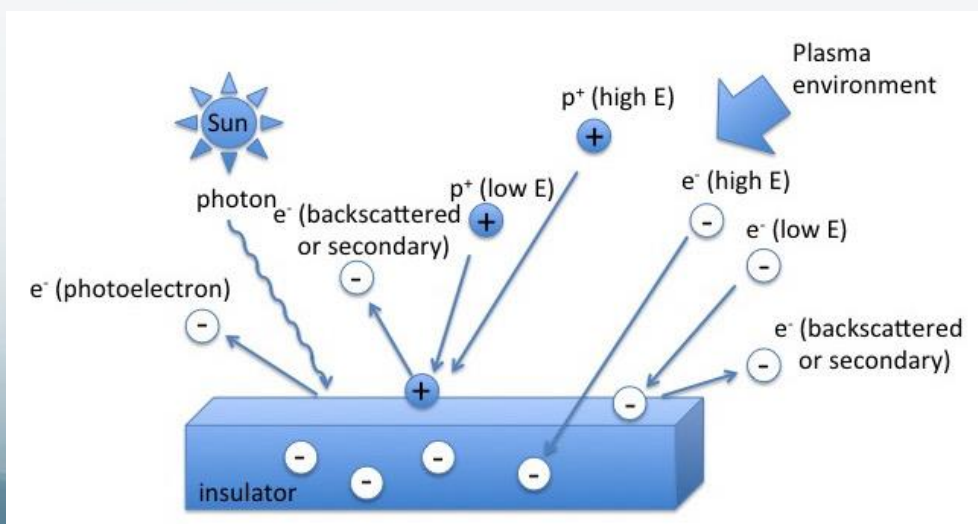 Plasma
environment
p⁺ (high E)
Sun
p⁺ (low E)
e⁻ (high E)
photon
e⁻ (backscattered
or secondary)
e⁻ (low E)
e⁻ (photoelectron)
e⁻ (backscattered
or secondary)
+
+
-
-
-
-
-
+
-
-
-
-
-
insulator